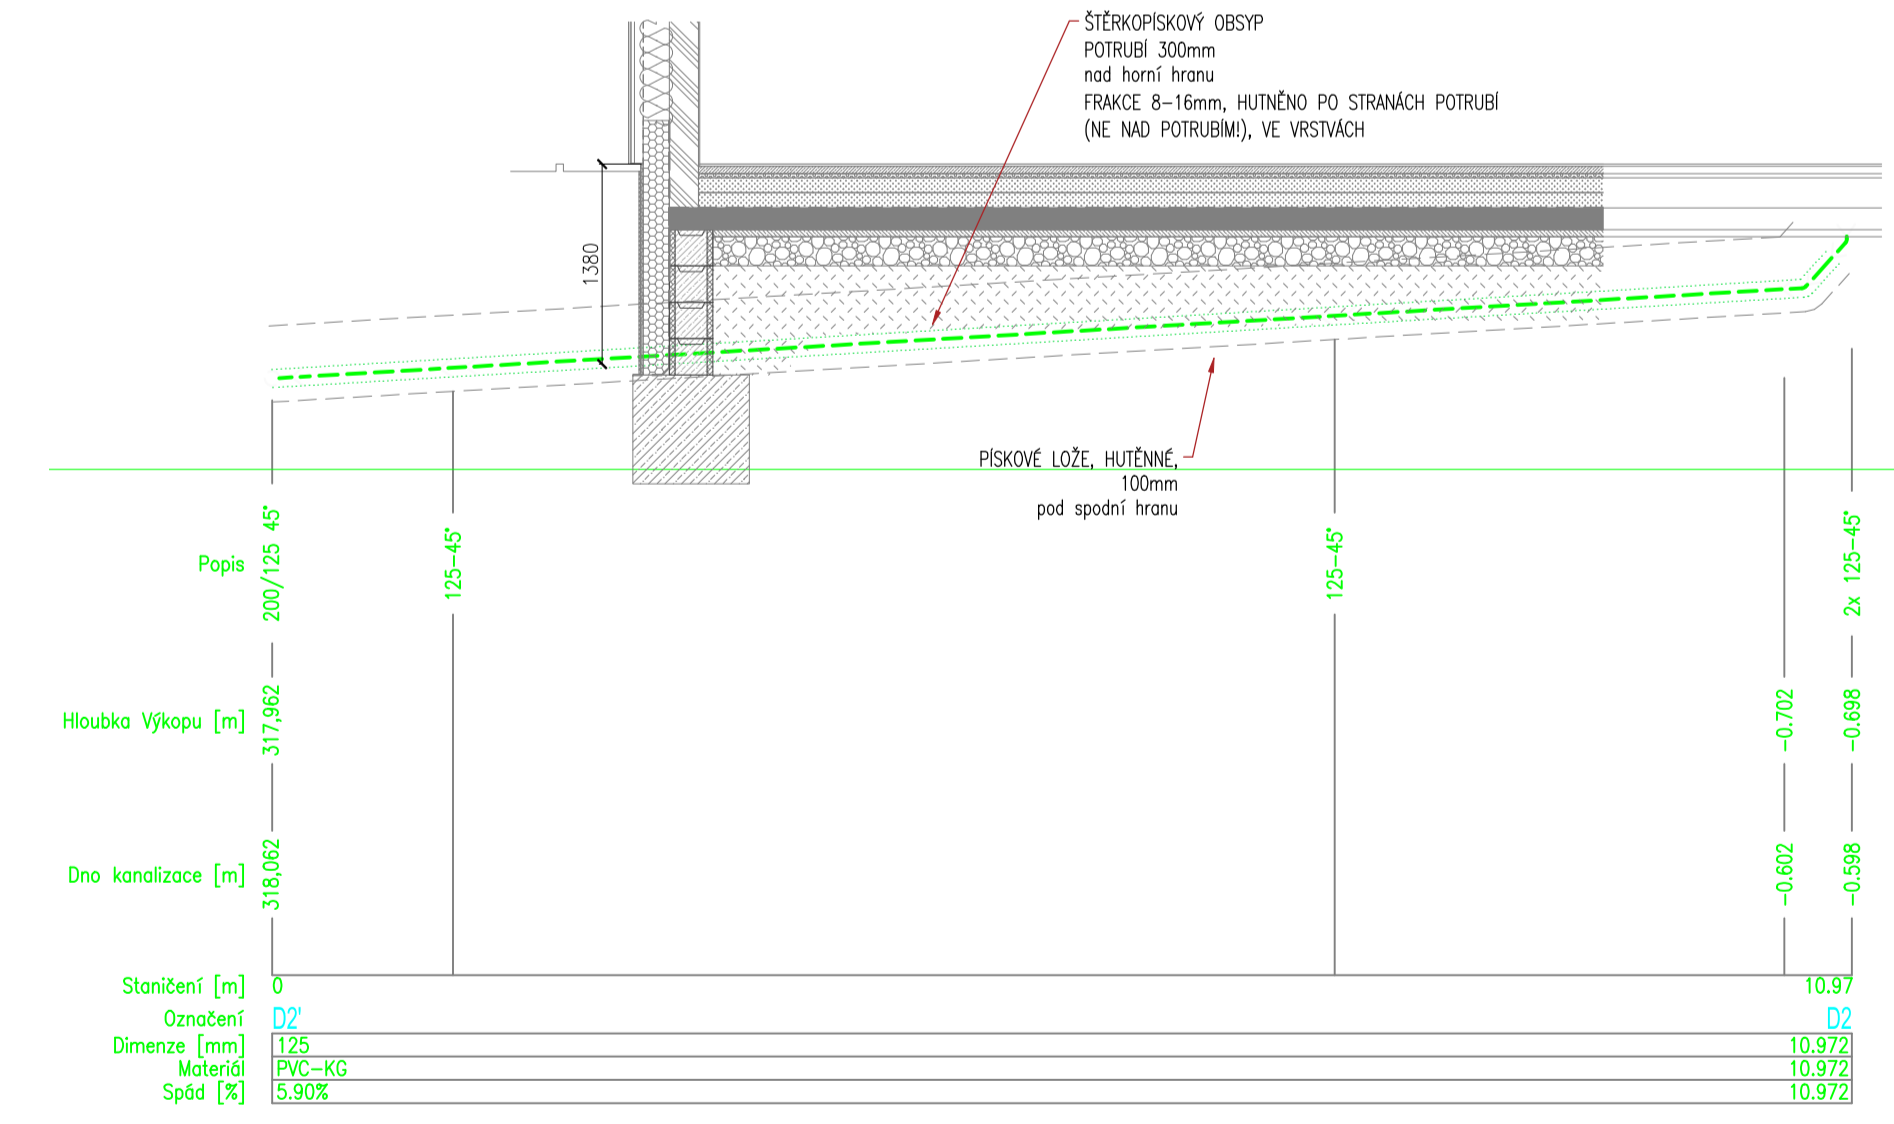 ŠTĚRKOPÍSKOVÝ OBSYP
POTRUBÍ 300mm
nad horní hranu
FRAKCE 8-16mm, HUTNĚNO PO STRANÁCH POTRUBÍ
(NE NAD POTRUBÍM!), VE VRSTVÁCH
1380
PÍSKOVÉ LOŽE, HUTĚNNÉ,
100mm
pod spodní hranu
Popis 200/125 45° 125-45° 125-45° 2x 125-45°
Hloubka Výkopu [m] 317,962 -0.702 -0.698
Dno kanalizace [m] 318,062 -0.602 -0.598
Staničení [m] 0 10.97
Označení D2' D2
Dimenze [mm] 125 10.972
Materiál PVC-KG 10.972
Spád [%] 5.90% 10.972